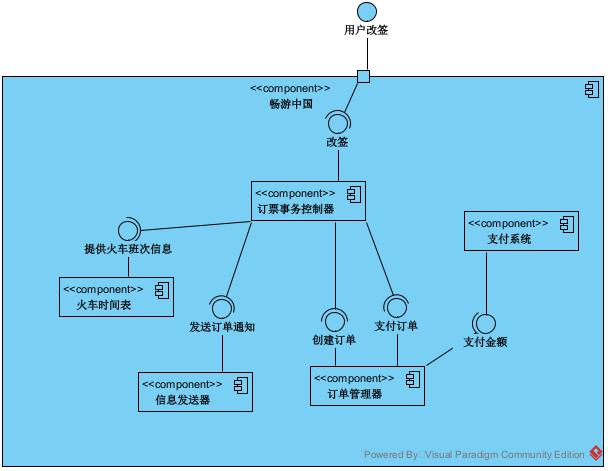 用户改签
<<component>>
畅游中国
改签
<<component>>
订票事务控制器
<<component>>
支付系统
提供火车班次信息
<<component>>
火车时间表
发送订单通知
创建订单
支付订单
支付金额
<<component>>
信息发送器
<<component>>
订单管理器
Powered By Visual Paradigm Community Edition